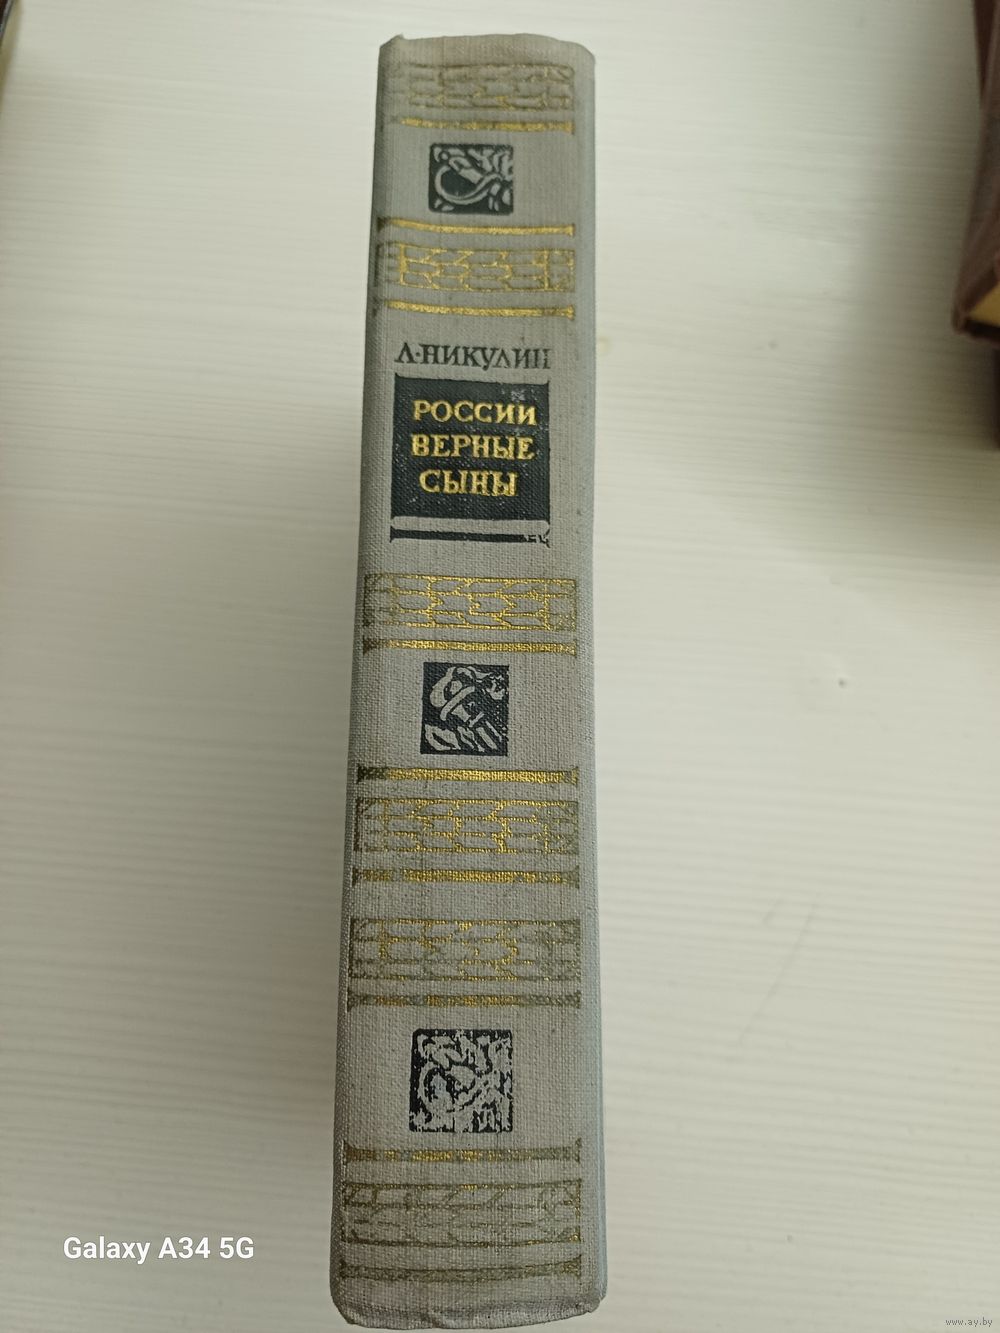 Л·НИКУЛИН
РОССИИ
ВЕРНЫЕ
СЫНЫ
Galaxy A34 5G
www.ay.by